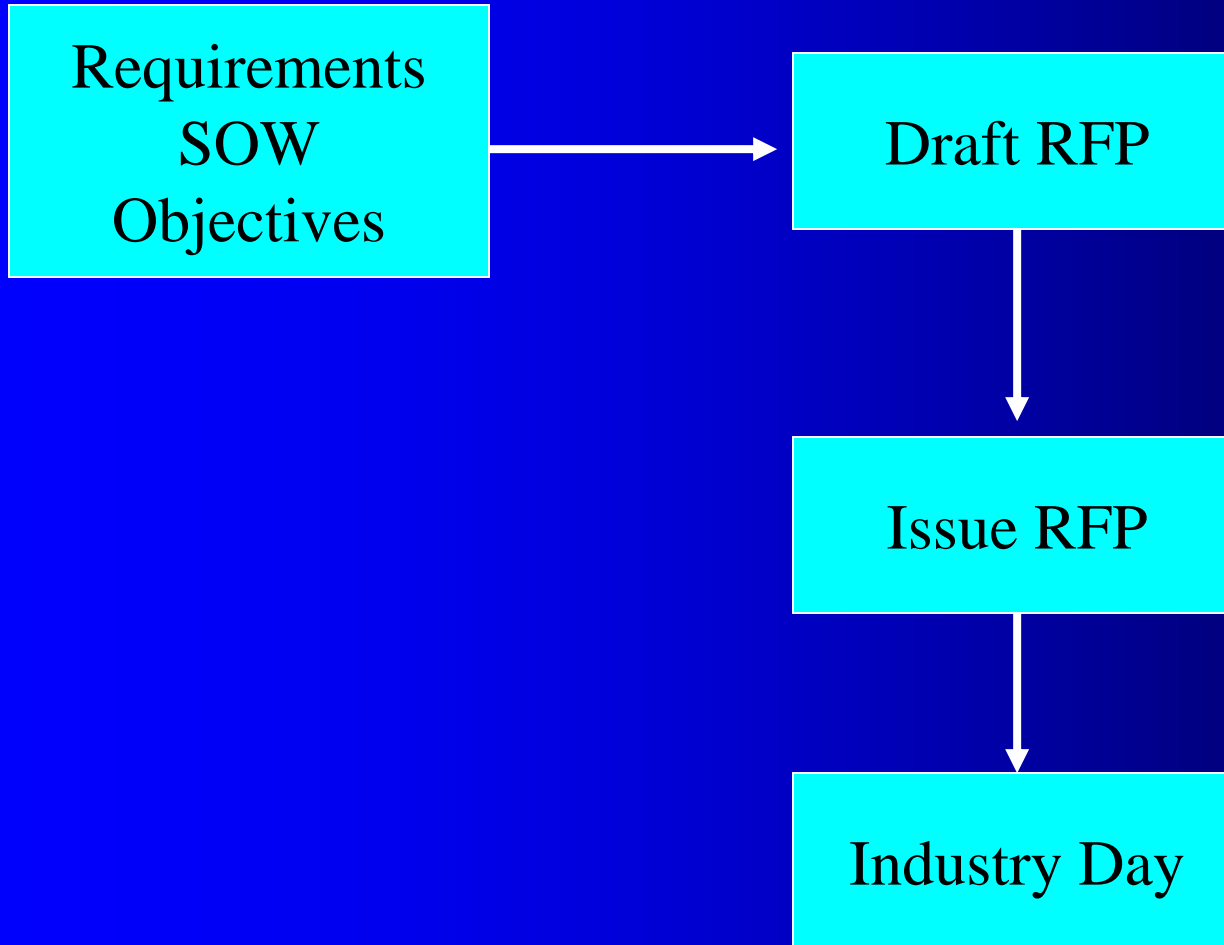 Requirements
SOW
Objectives
Draft RFP
Issue RFP
Industry Day